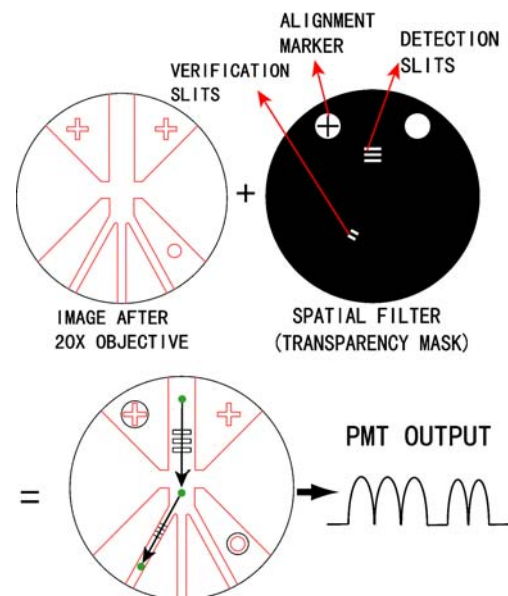 ALIGNMENT
MARKER
DETECTION
SLITS
VERIFICATION
SLITS
+
IMAGE AFTER
20X OBJECTIVE
SPATIAL FILTER
(TRANSPARENCY MASK)
=
PMT OUTPUT